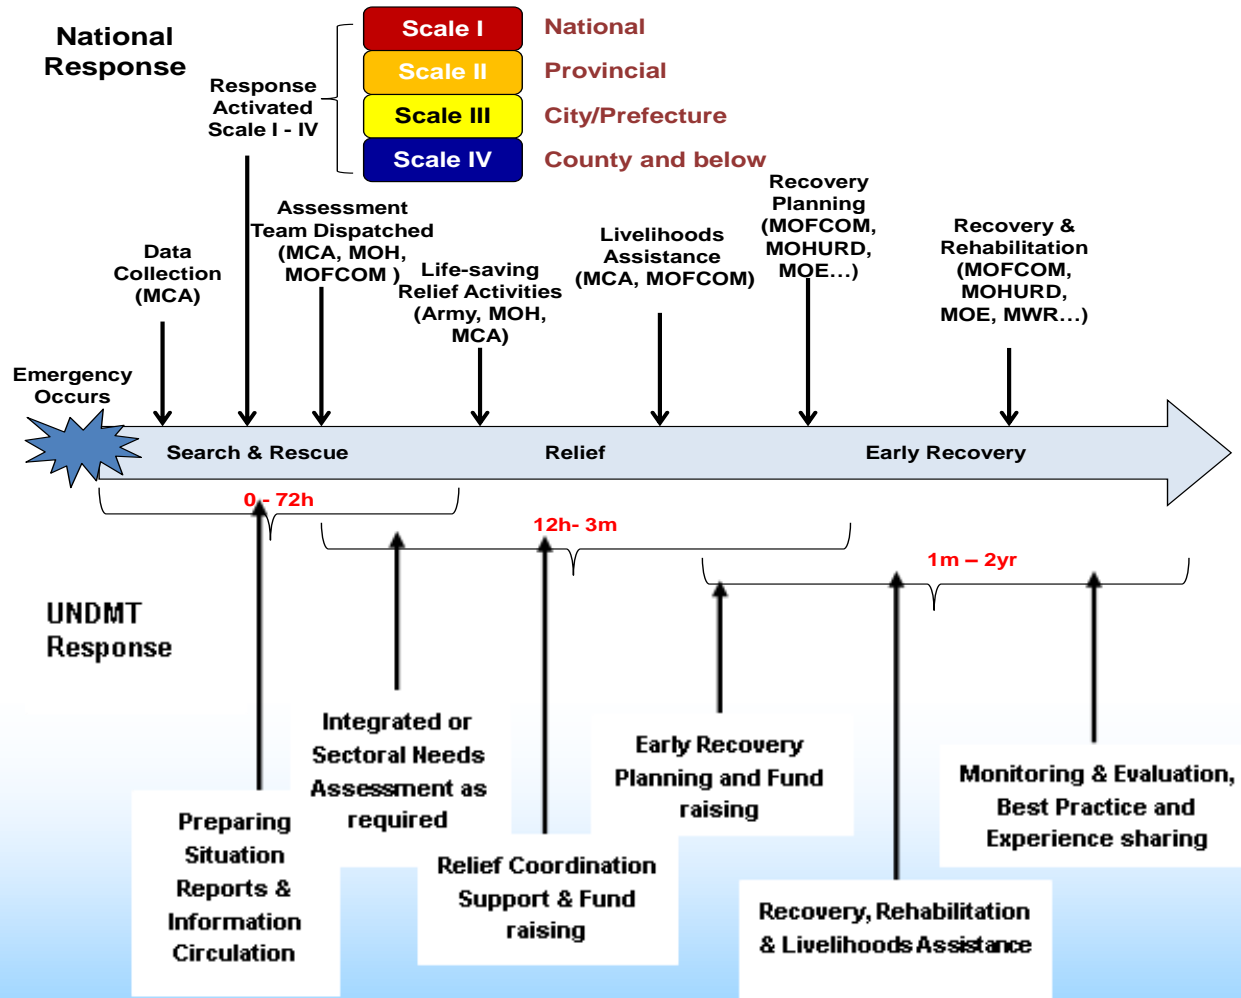 National
Response
Response
Activated
Scale I - IV
Scale I
National
Scale II
Provincial
Scale III
City/Prefecture
Scale IV
County and below
Emergency
Occurs
Data
Collection
(MCA)
Assessment
Team Dispatched
(MCA, MOH,
MOFCOM )
Life-saving
Relief Activities
(Army, MOH,
MCA)
Livelihoods
Assistance
(MCA, MOFCOM)
Recovery
Planning
(MOFCOM,
MOHURD,
MOE…)
Recovery &
Rehabilitation
(MOFCOM,
MOHURD,
MOE, MWR…)
Search & Rescue
Relief
Early Recovery
0 - 72h
12h- 3m
1m – 2yr
UNDMT
Response
Preparing
Situation
Reports &
Information
Circulation
Integrated or
Sectoral Needs
Assessment as
required
Relief Coordination
Support & Fund
raising
Early Recovery
Planning and Fund
raising
Recovery, Rehabilitation
& Livelihoods Assistance
Monitoring & Evaluation,
Best Practice and
Experience sharing